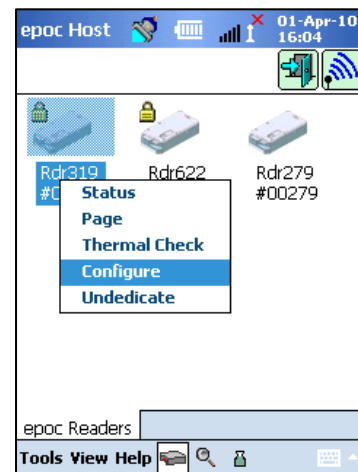 epoc Host 01-Apr-10
16:04
Rdr319 Rdr622 Rdr279
#00279
Status
Page
Thermal Check
Configure
Undedicate
epoc Readers
Tools View Help